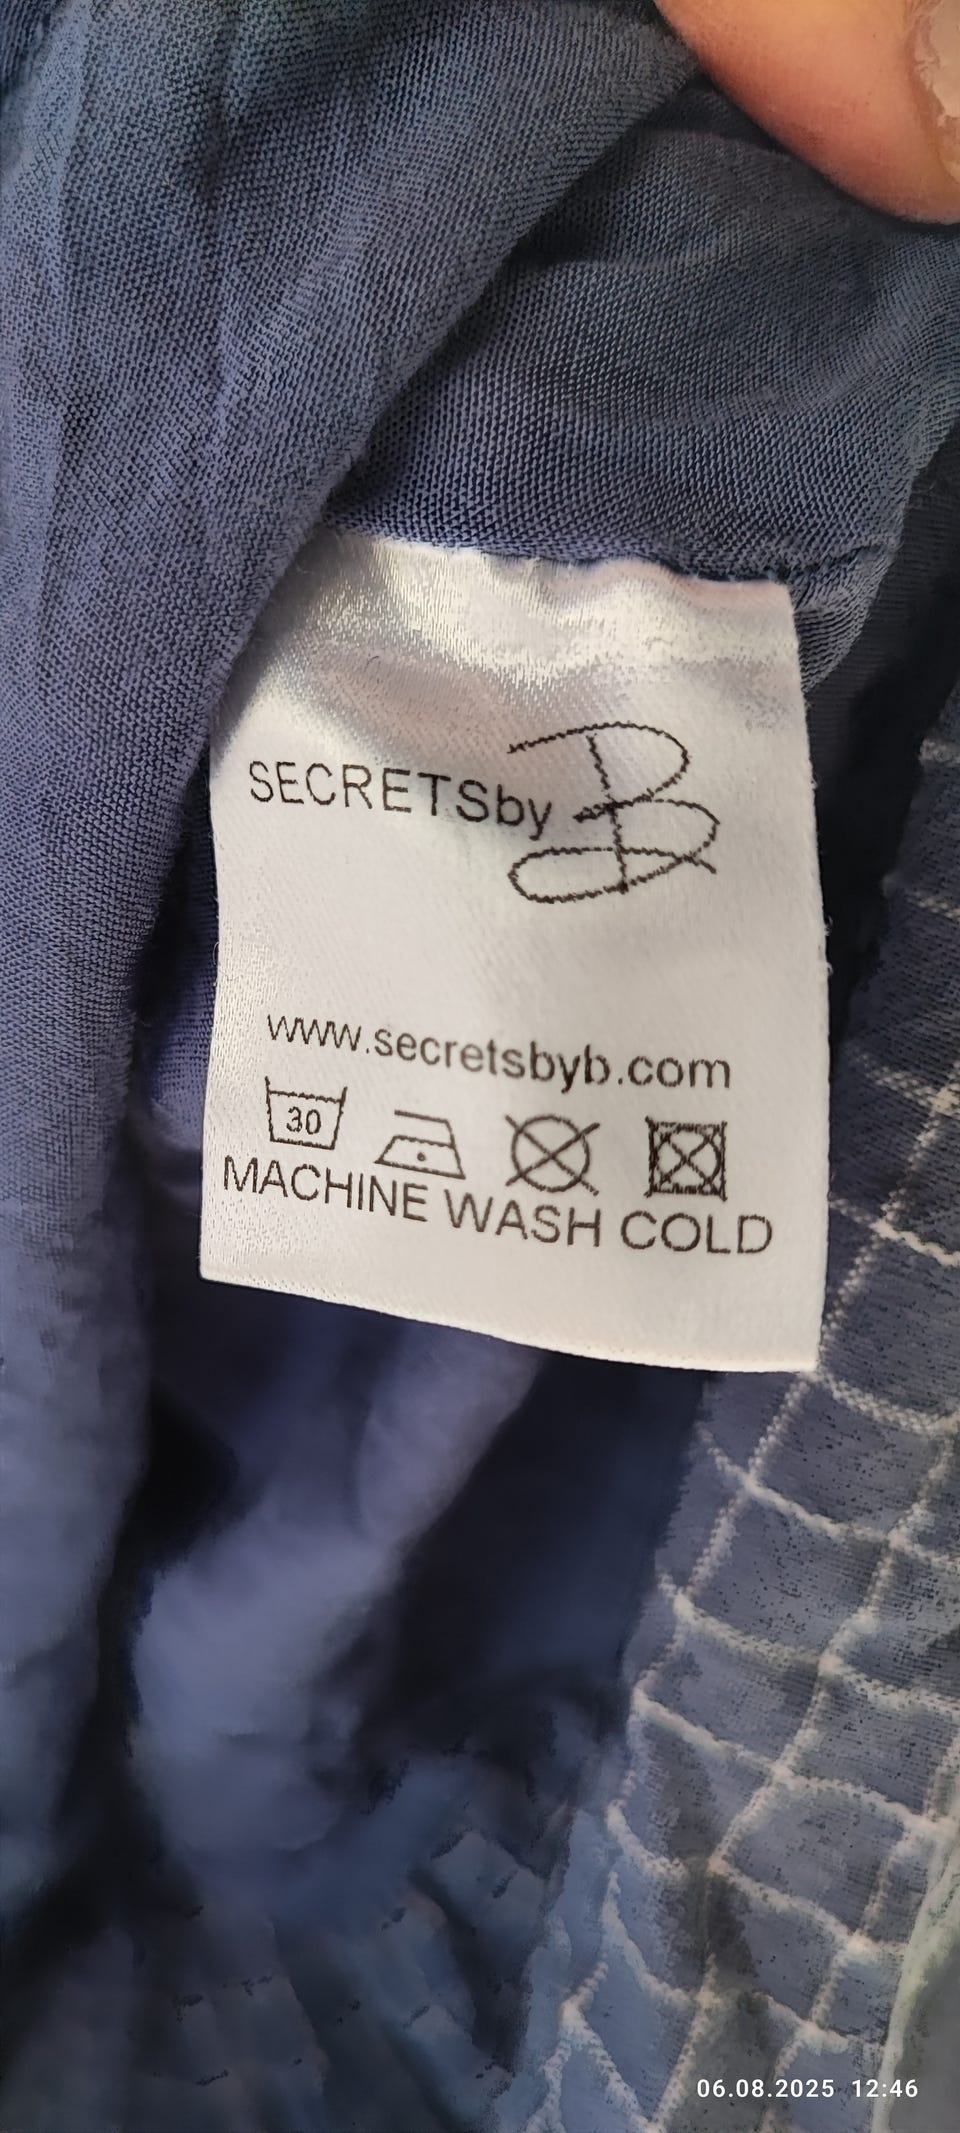 SECRETSby B
www.secretsbyb.com
30
MACHINE WASH COLD
06.08.2025 12:46